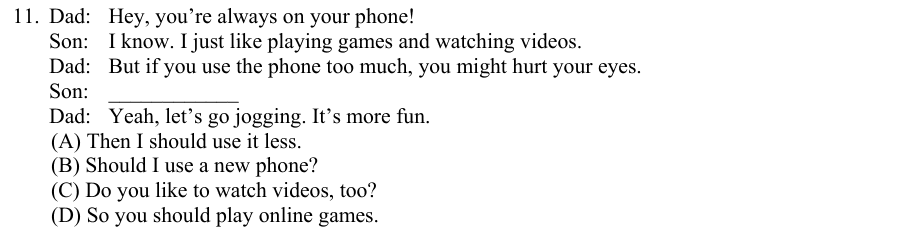 11. Dad: Hey, you're always on your phone!
Son: I know. I just like playing games and watching videos.
Dad: But if you use the phone too much, you might hurt your eyes.
Son: ____________
Dad: Yeah, let's go jogging. It's more fun.
(A) Then I should use it less.
(B) Should I use a new phone?
(C) Do you like to watch videos, too?
(D) So you should play online games.